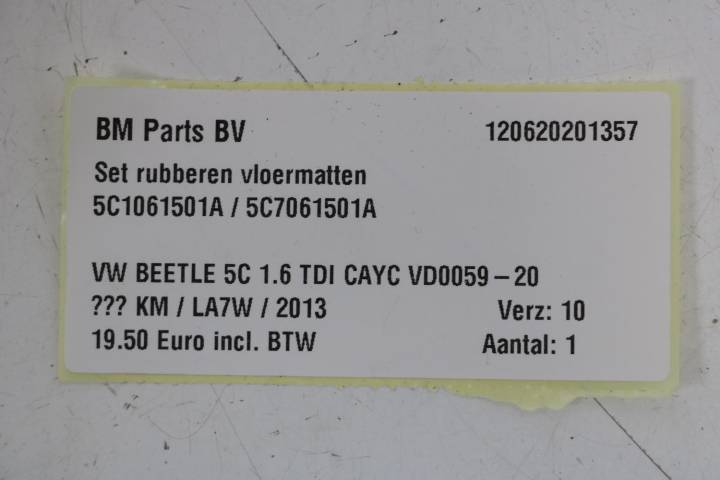 BM Parts BV 120620201357
Set rubberen vloermatten
5C1061501A / 5C7061501A
VW BEETLE 5C 1.6 TDI CAYC VD0059 – 20
??? KM / LA7W / 2013 Verz: 10
19.50 Euro incl. BTW Aantal: 1